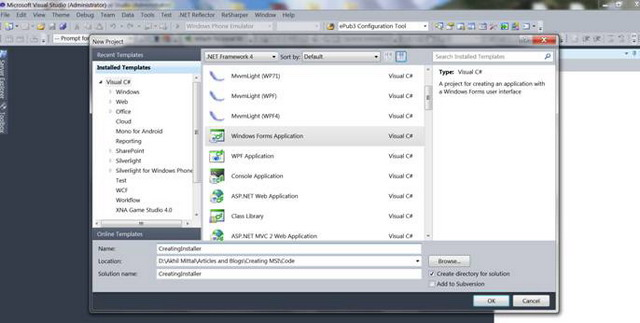 Microsoft Visual Studio (Administrator)
File Edit View Theme Debug Team Data Tools Test .NET Reflector ReSharper Window Help
Windows Phone Emulator
ePub3 Configuration Tool
Server Explorer
Toolbox
New Project
Recent Templates
.NET Framework 4
Sort by: Default
Search Installed Templates
Installed Templates
Visual C#
Windows
Web
Office
Cloud
Mono for Android
Reporting
SharePoint
Silverlight
Silverlight for Windows Phone
Test
WCF
Workflow
XNA Game Studio 4.0
Online Templates
MvvmLight (WP71) Visual C#
MvvmLight (WPF) Visual C#
MvvmLight (WPF4) Visual C#
Windows Forms Application Visual C#
WPF Application Visual C#
Console Application Visual C#
ASP.NET Web Application Visual C#
Class Library Visual C#
ASP.NET MVC 2 Web Application Visual C#
Type: Visual C#
A project for creating an application with
a Windows Forms user interface
Name: CreatingInstaller
Location: D:\Akhil Mittal\Articles and Blogs\Creating MSI\Code
Browse...
Solution name: CreatingInstaller
Create directory for solution
Add to Subversion
OK Cancel